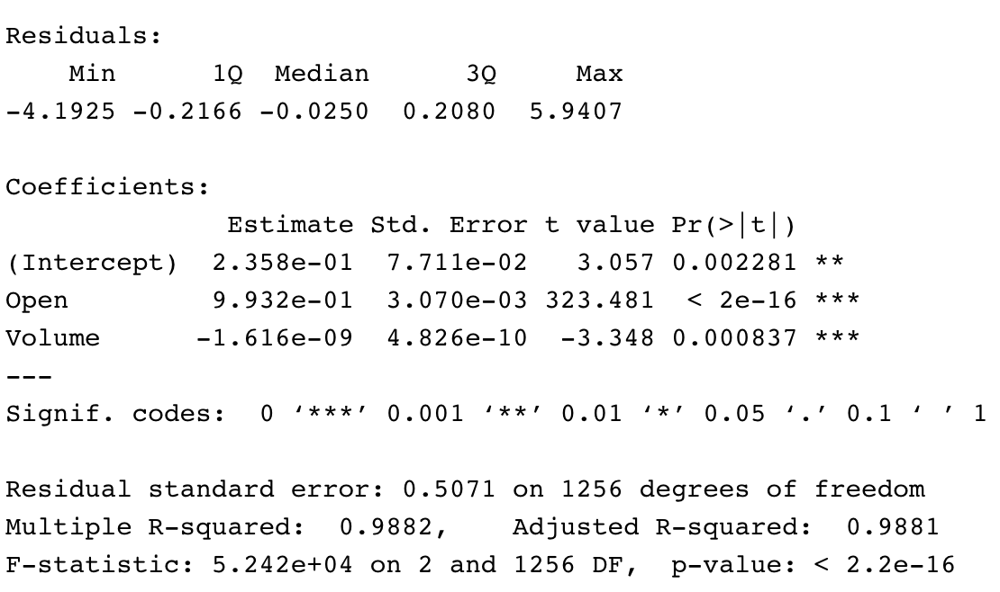 Residuals:
    Min      1Q  Median      3Q     Max
-4.1925 -0.2166 -0.0250  0.2080  5.9407

Coefficients:
              Estimate Std. Error t value Pr(>|t|)
(Intercept)  2.358e-01  7.711e-02   3.057 0.002281 **
Open         9.932e-01  3.070e-03 323.481  < 2e-16 ***
Volume      -1.616e-09  4.826e-10  -3.348 0.000837 ***
---
Signif. codes:  0 ‘***’ 0.001 ‘**’ 0.01 ‘*’ 0.05 ‘.’ 0.1 ‘ ’ 1

Residual standard error: 0.5071 on 1256 degrees of freedom
Multiple R-squared:  0.9882,    Adjusted R-squared:  0.9881
F-statistic: 5.242e+04 on 2 and 1256 DF,  p-value: < 2.2e-16